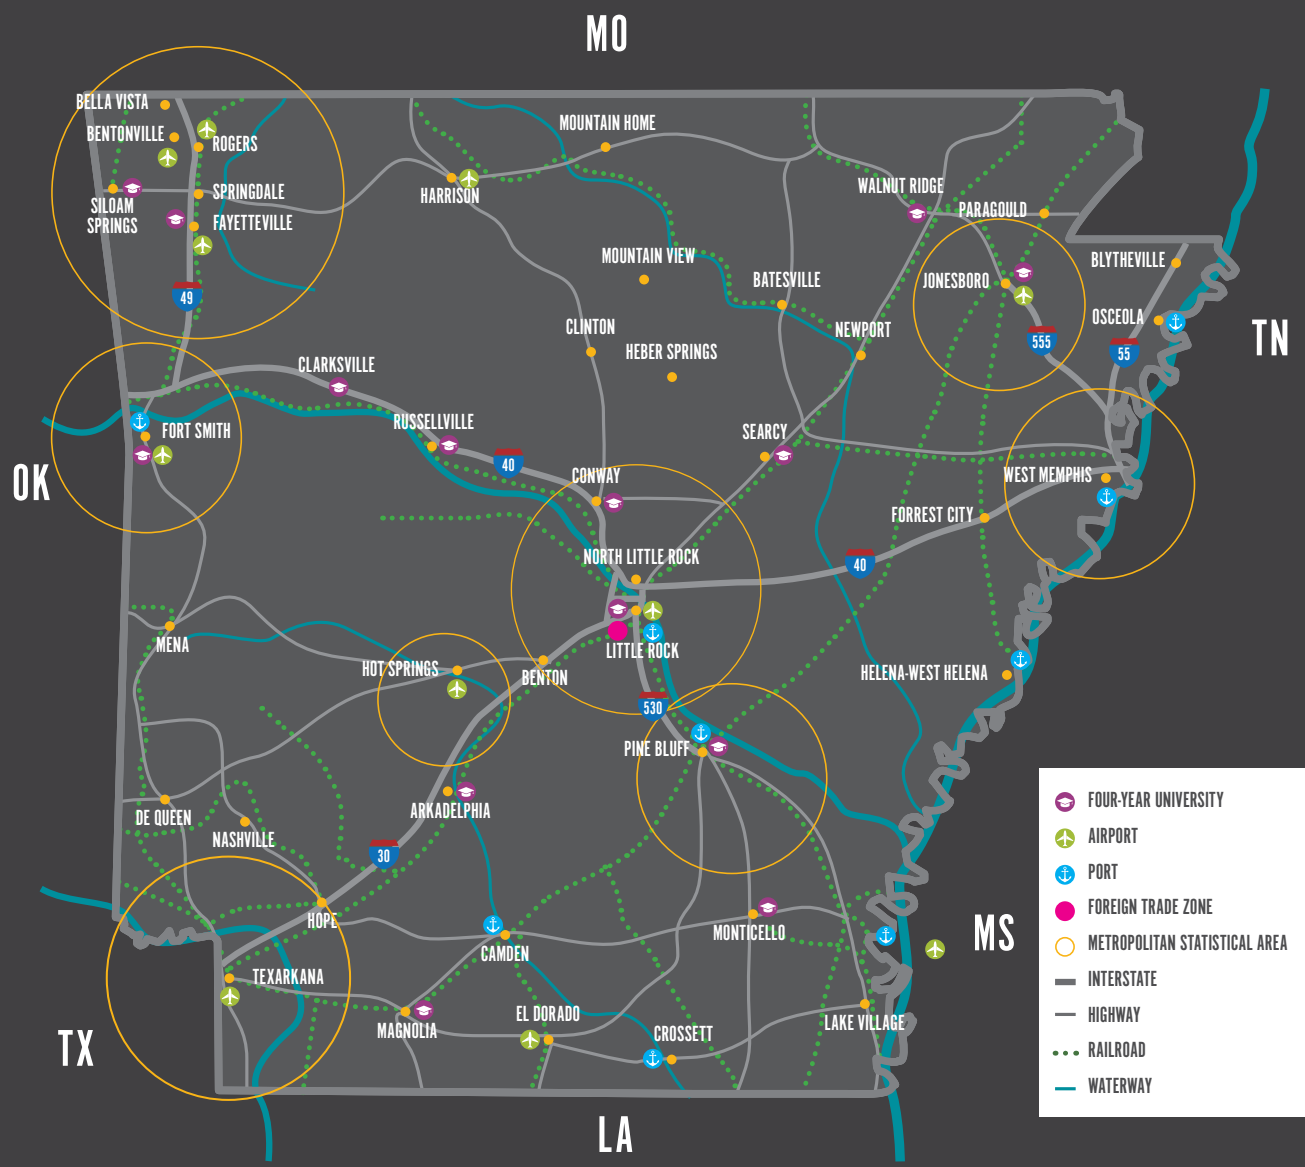 MO
BELLA VISTA
BENTONVILLE
ROGERS
MOUNTAIN HOME
SPRINGDALE
HARRISON
WALNUT RIDGE
SILOAM
SPRINGS
FAYETTEVILLE
PARAGOULD
MOUNTAIN VIEW
BLYTHEVILLE
BATESVILLE
JONESBORO
49
OSCEOLA
CLINTON
NEWPORT
TN
555
55
HEBER SPRINGS
CLARKSVILLE
RUSSELLVILLE
FORT SMITH
SEARCY
40
OK
CONWAY
WEST MEMPHIS
FORREST CITY
NORTH LITTLE ROCK
40
MENA
LITTLE ROCK
HOT SPRINGS
BENTON
HELENA-WEST HELENA
530
PINE BLUFF
DE QUEEN
ARKADELPHIA
NASHVILLE
30
HOPE
MONTICELLO
MS
CAMDEN
TEXARKANA
EL DORADO
LAKE VILLAGE
MAGNOLIA
CROSSETT
TX
LA
FOUR-YEAR UNIVERSITY
AIRPORT
PORT
FOREIGN TRADE ZONE
METROPOLITAN STATISTICAL AREA
INTERSTATE
HIGHWAY
RAILROAD
WATERWAY